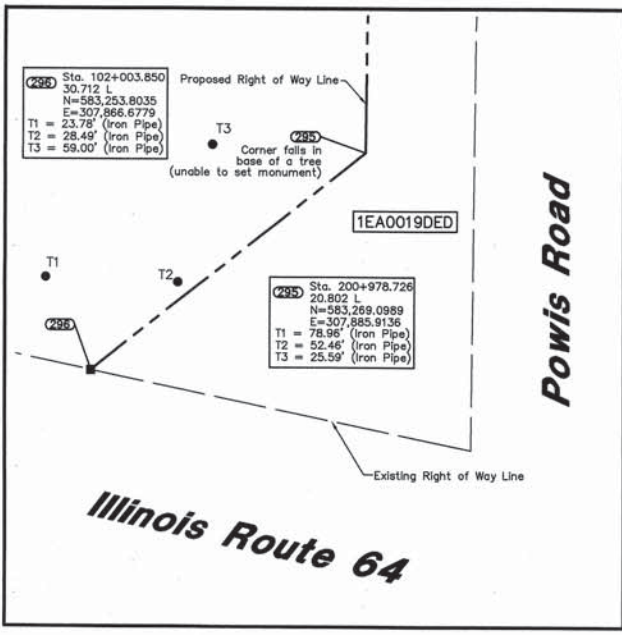 296
Sta. 102+003.850
30.712 L
N=583,253.8035
E=307,866.6779
T1 = 23.78' (Iron Pipe)
T2 = 28.49' (Iron Pipe)
T3 = 59.00' (Iron Pipe)
Proposed Right of Way Line
T3
295
Corner falls in
base of a tree
(unable to set monument)
1EA0019DED
Powis Road
T1
T2
295
Sta. 200+978.726
20.802 L
N=583,269.0989
E=307,885.9136
T1 = 78.96' (Iron Pipe)
T2 = 52.46' (Iron Pipe)
T3 = 25.59' (Iron Pipe)
296
Existing Right of Way Line
Illinois Route 64